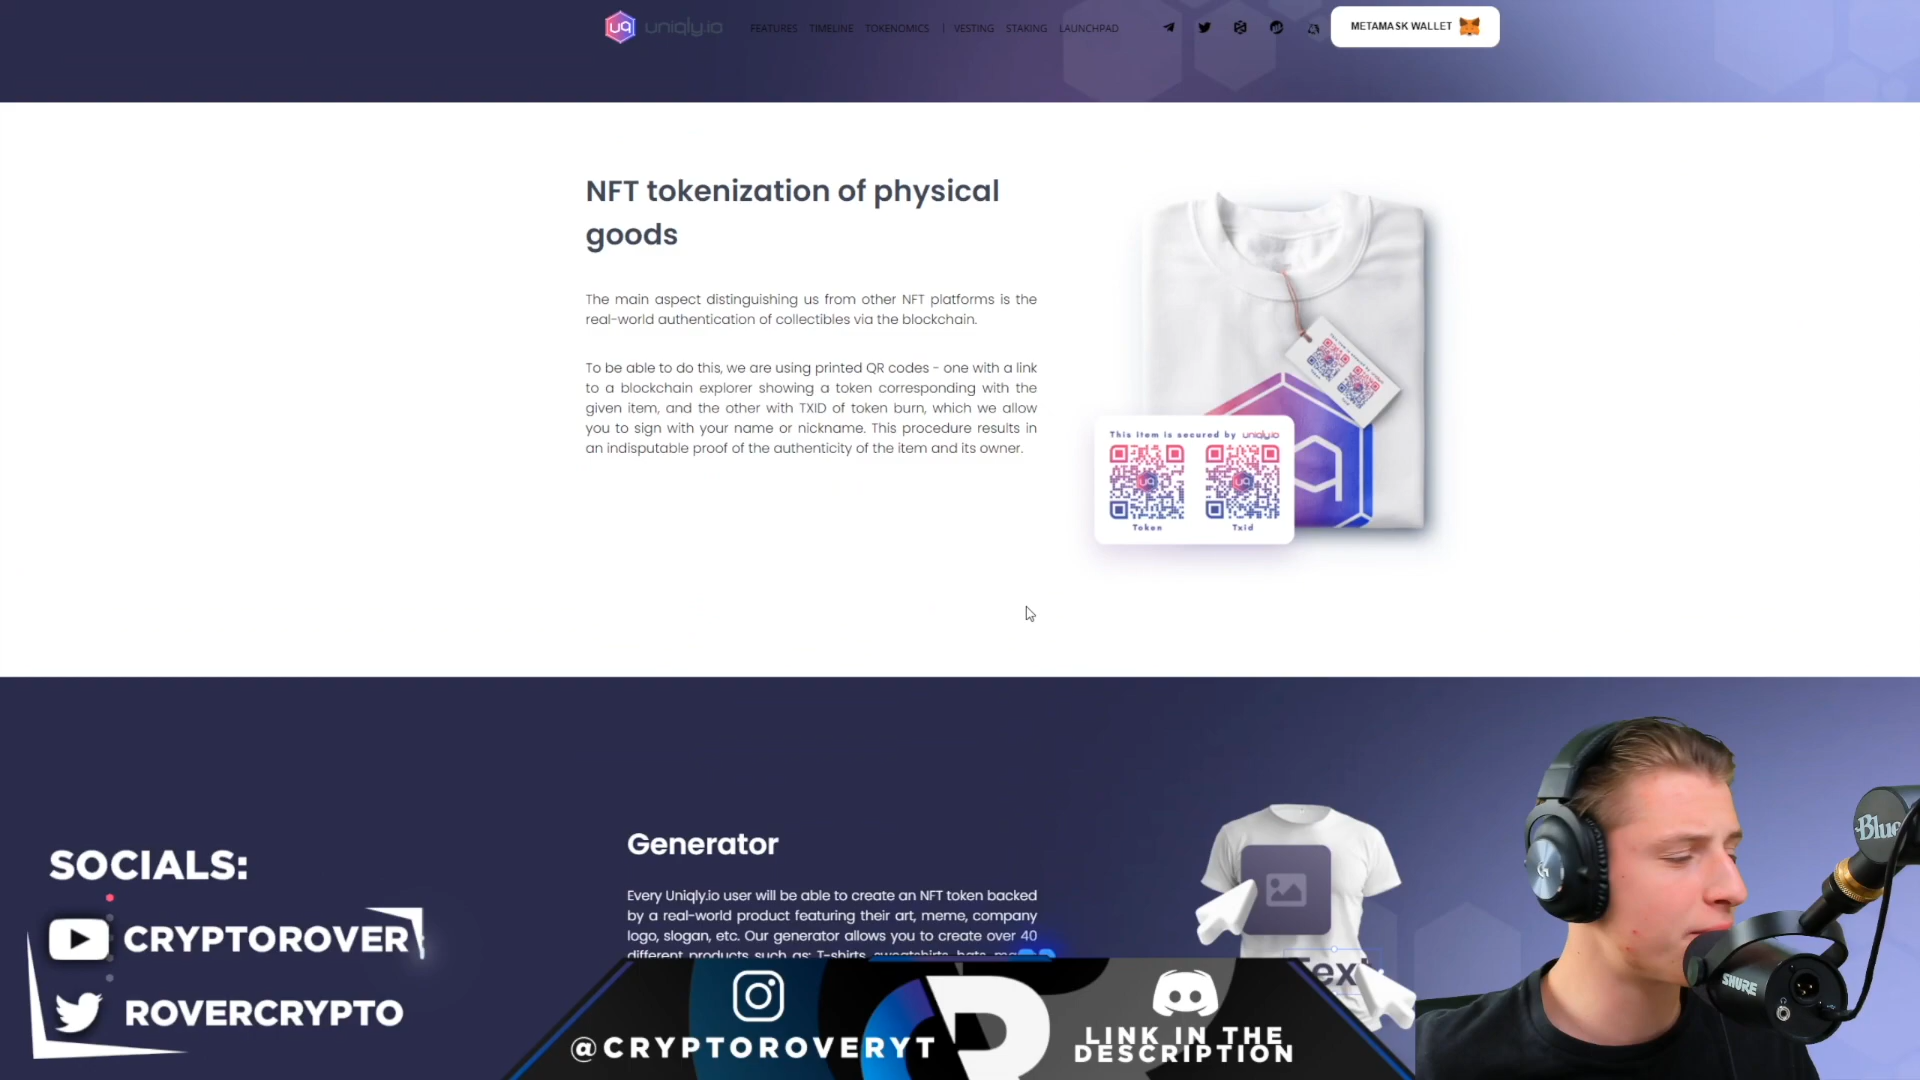 uniqly.io FEATURES TIMELINE TOKENOMICS | VESTING STAKING LAUNCHPAD METAMASK WALLET
NFT tokenization of physical
goods
The main aspect distinguishing us from other NFT platforms is the
real-world authentication of collectibles via the blockchain.
To be able to do this, we are using printed QR codes - one with a link
to a blockchain explorer showing a token corresponding with the
given item, and the other with TXID of token burn, which we allow
you to sign with your name or nickname. This procedure results in
an indisputable proof of the authenticity of the item and its owner.
This item is secured by uniqly.io
Token Txid
Generator
Every Uniqly.io user will be able to create an NFT token backed
by a real-world product featuring their art, meme, company
logo, slogan, etc. Our generator allows you to create over 40
different products such as: T-shirts, sweatshirts, hats,
SOCIALS:
CRYPTOROVER
ROVERCRYPTO
@CRYPTOROVERYT
LINK IN THE
DESCRIPTION
Blue
SHURE